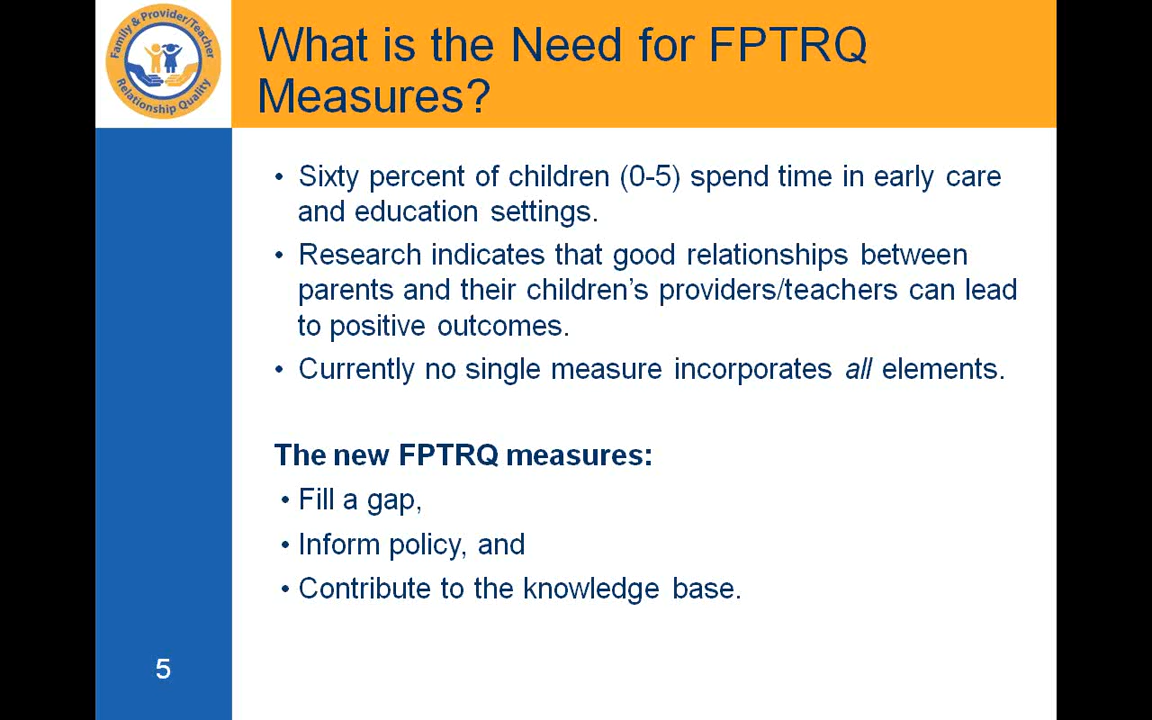 Family & Provider/Teacher
Relationship Quality
What is the Need for FPTRQ
Measures?
• Sixty percent of children (0-5) spend time in early care
and education settings.
• Research indicates that good relationships between
parents and their children’s providers/teachers can lead
to positive outcomes.
• Currently no single measure incorporates all elements.
The new FPTRQ measures:
• Fill a gap,
• Inform policy, and
• Contribute to the knowledge base.
5